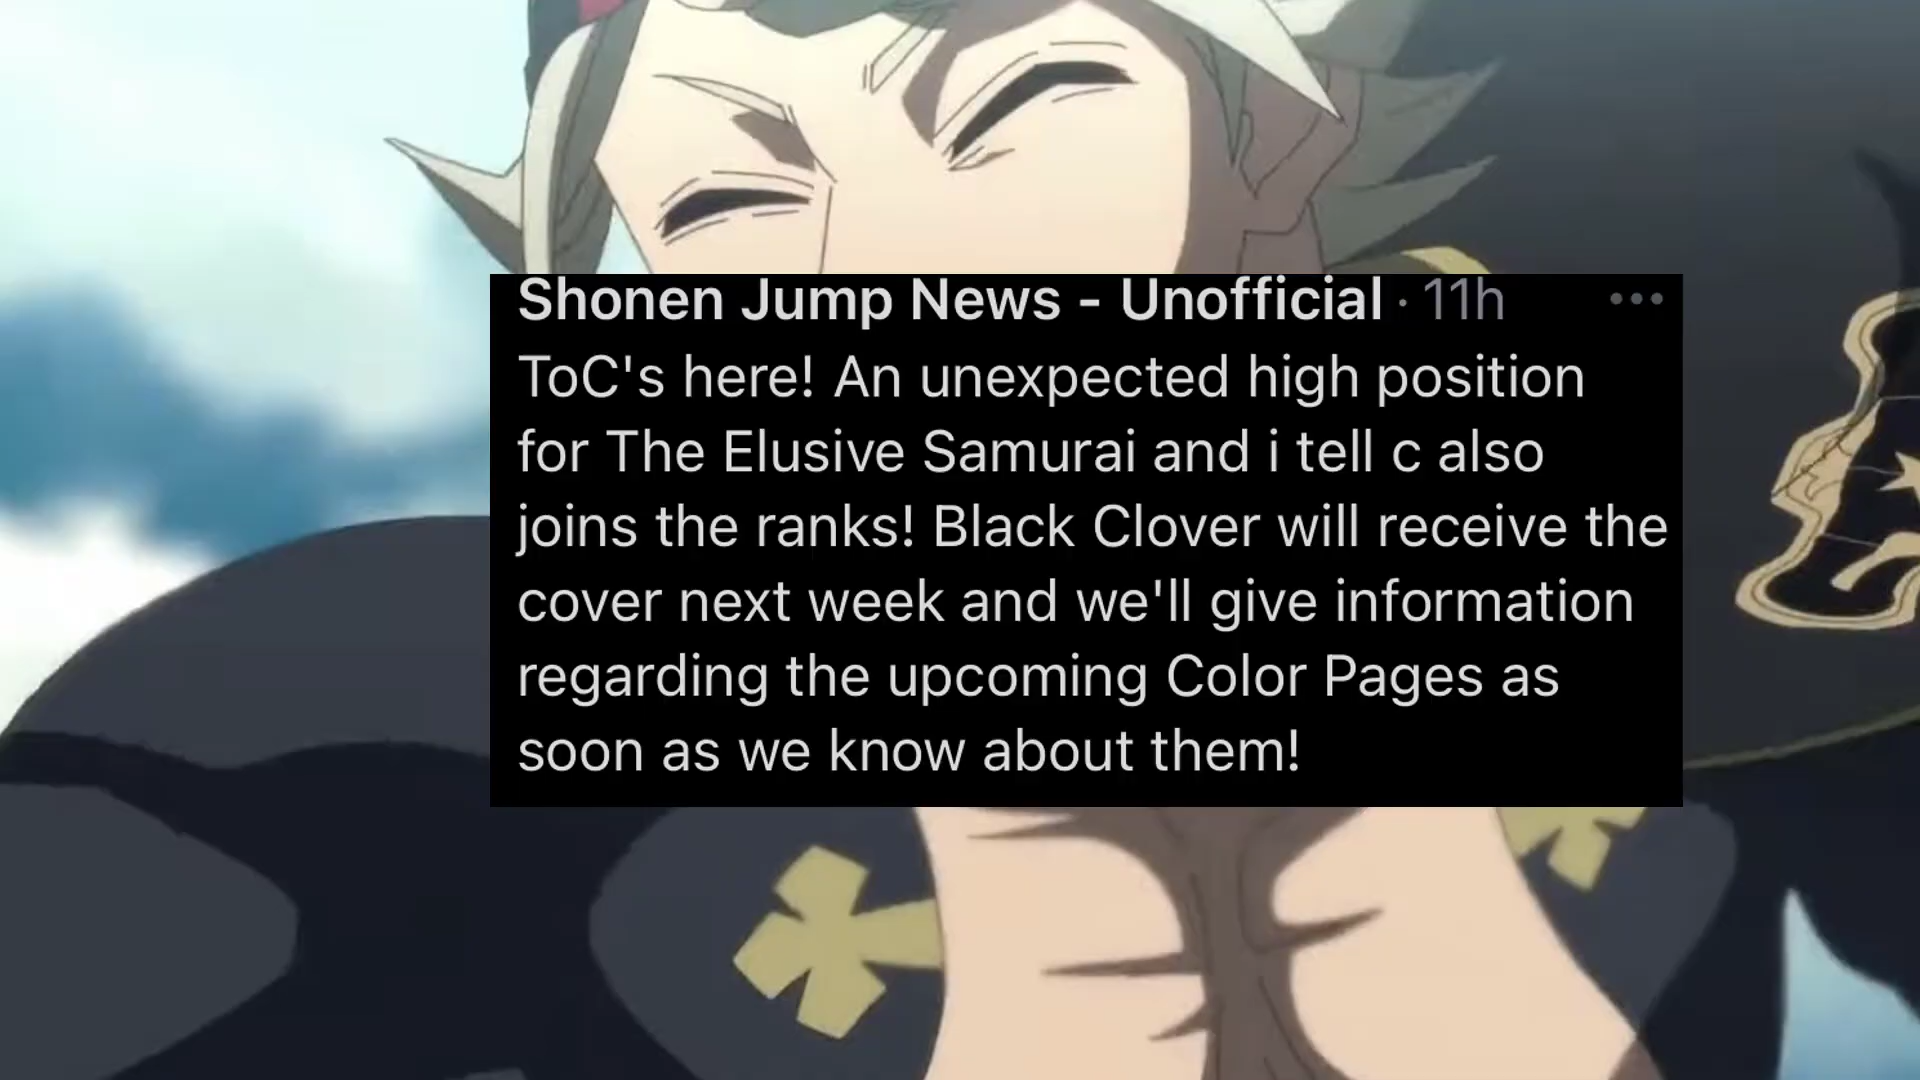 Shonen Jump News - Unofficial · 11h
ToC's here! An unexpected high position
for The Elusive Samurai and i tell c also
joins the ranks! Black Clover will receive the
cover next week and we'll give information
regarding the upcoming Color Pages as
soon as we know about them!